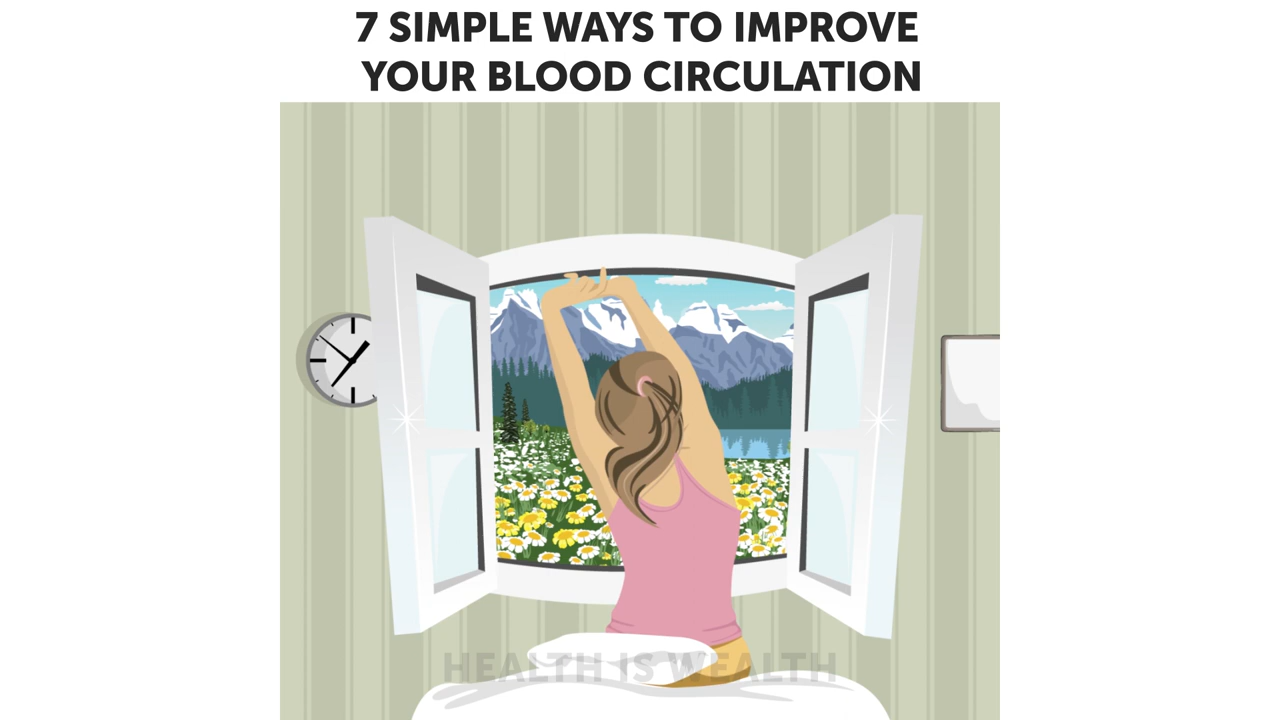 7 SIMPLE WAYS TO IMPROVE
YOUR BLOOD CIRCULATION
HEALTH IS WEALTH